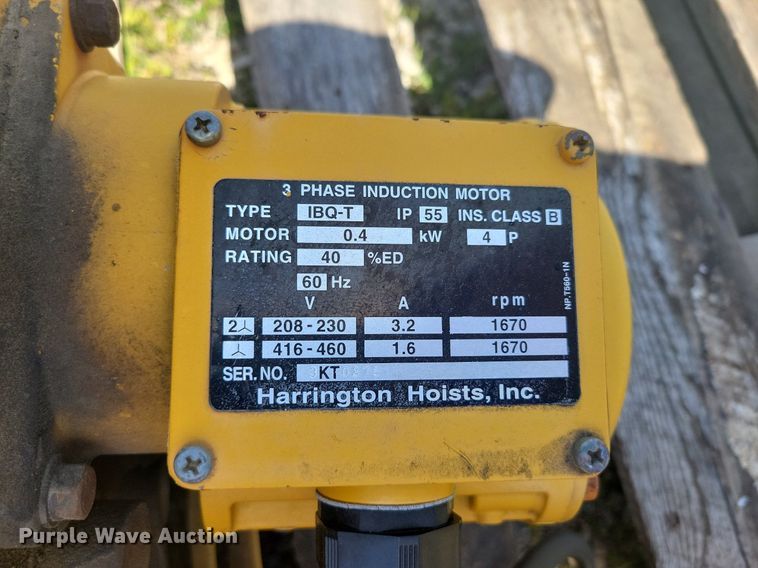 3 PHASE INDUCTION MOTOR
TYPE IBQ-T IP 55 INS. CLASS B
MOTOR 0.4 kW 4 P
RATING 40 %ED
60 Hz
V A rpm
2 208-230 3.2 1670
416-460 1.6 1670
SER. NO. KT
Harrington Hoists, Inc.
NP.T560-1N
Purple Wave Auction